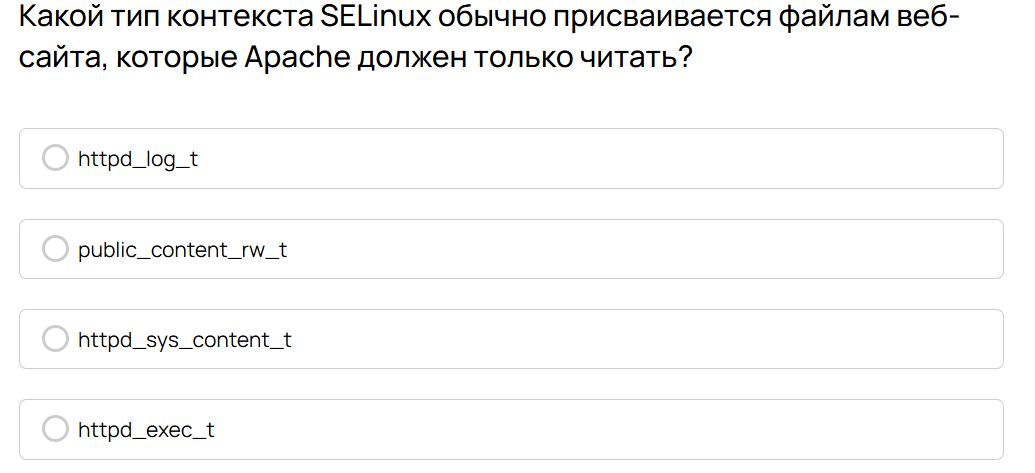 Какой тип контекста SELinux обычно присваивается файлам веб-
сайта, которые Apache должен только читать?
httpd_log_t
public_content_rw_t
httpd_sys_content_t
httpd_exec_t